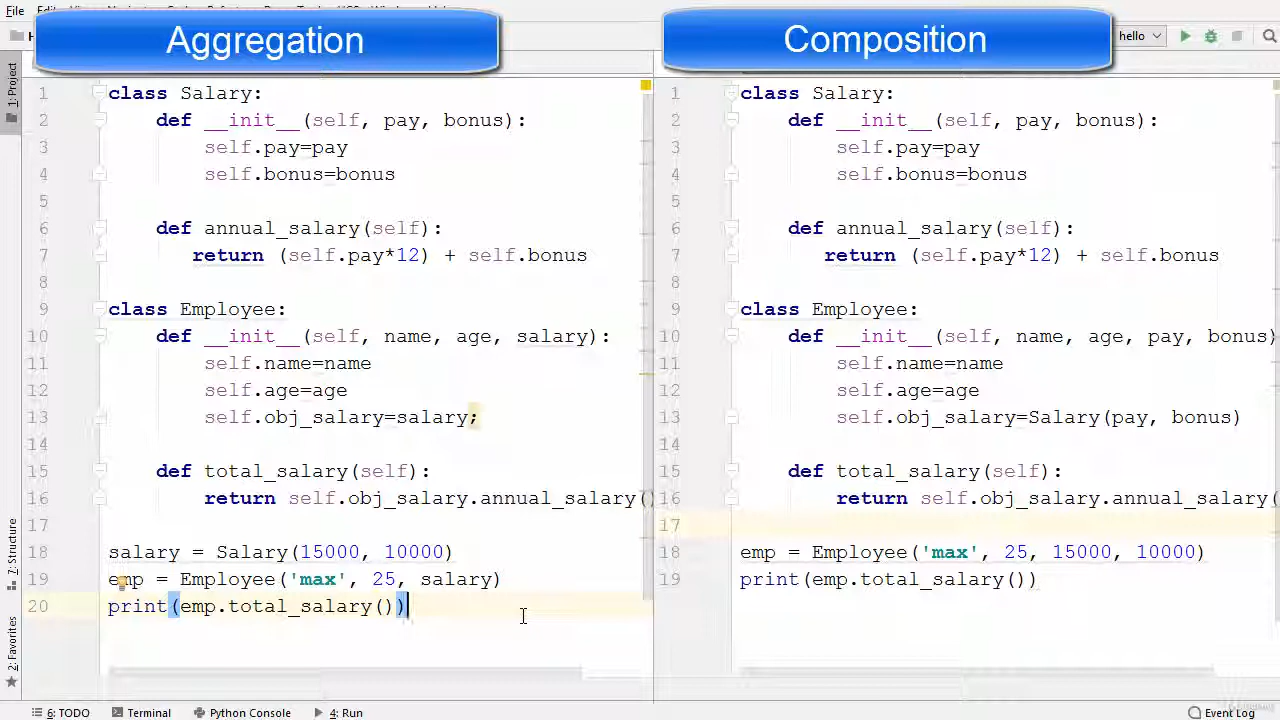 File
Aggregation
Composition
hello
1: Project
1 class Salary:
2 def __init__(self, pay, bonus):
3 self.pay=pay
4 self.bonus=bonus
5
6 def annual_salary(self):
7 return (self.pay*12) + self.bonus
8
9 class Employee:
10 def __init__(self, name, age, salary):
11 self.name=name
12 self.age=age
13 self.obj_salary=salary;
14
15 def total_salary(self):
16 return self.obj_salary.annual_salary()
17
18 salary = Salary(15000, 10000)
19 emp = Employee('max', 25, salary)
20 print(emp.total_salary())
1 class Salary:
2 def __init__(self, pay, bonus):
3 self.pay=pay
4 self.bonus=bonus
5
6 def annual_salary(self):
7 return (self.pay*12) + self.bonus
8
9 class Employee:
10 def __init__(self, name, age, pay, bonus)
11 self.name=name
12 self.age=age
13 self.obj_salary=Salary(pay, bonus)
14
15 def total_salary(self):
16 return self.obj_salary.annual_salary(
17
18 emp = Employee('max', 25, 15000, 10000)
19 print(emp.total_salary())
7: Structure
2: Favorites
6: TODO
Terminal
Python Console
4: Run
Event Log